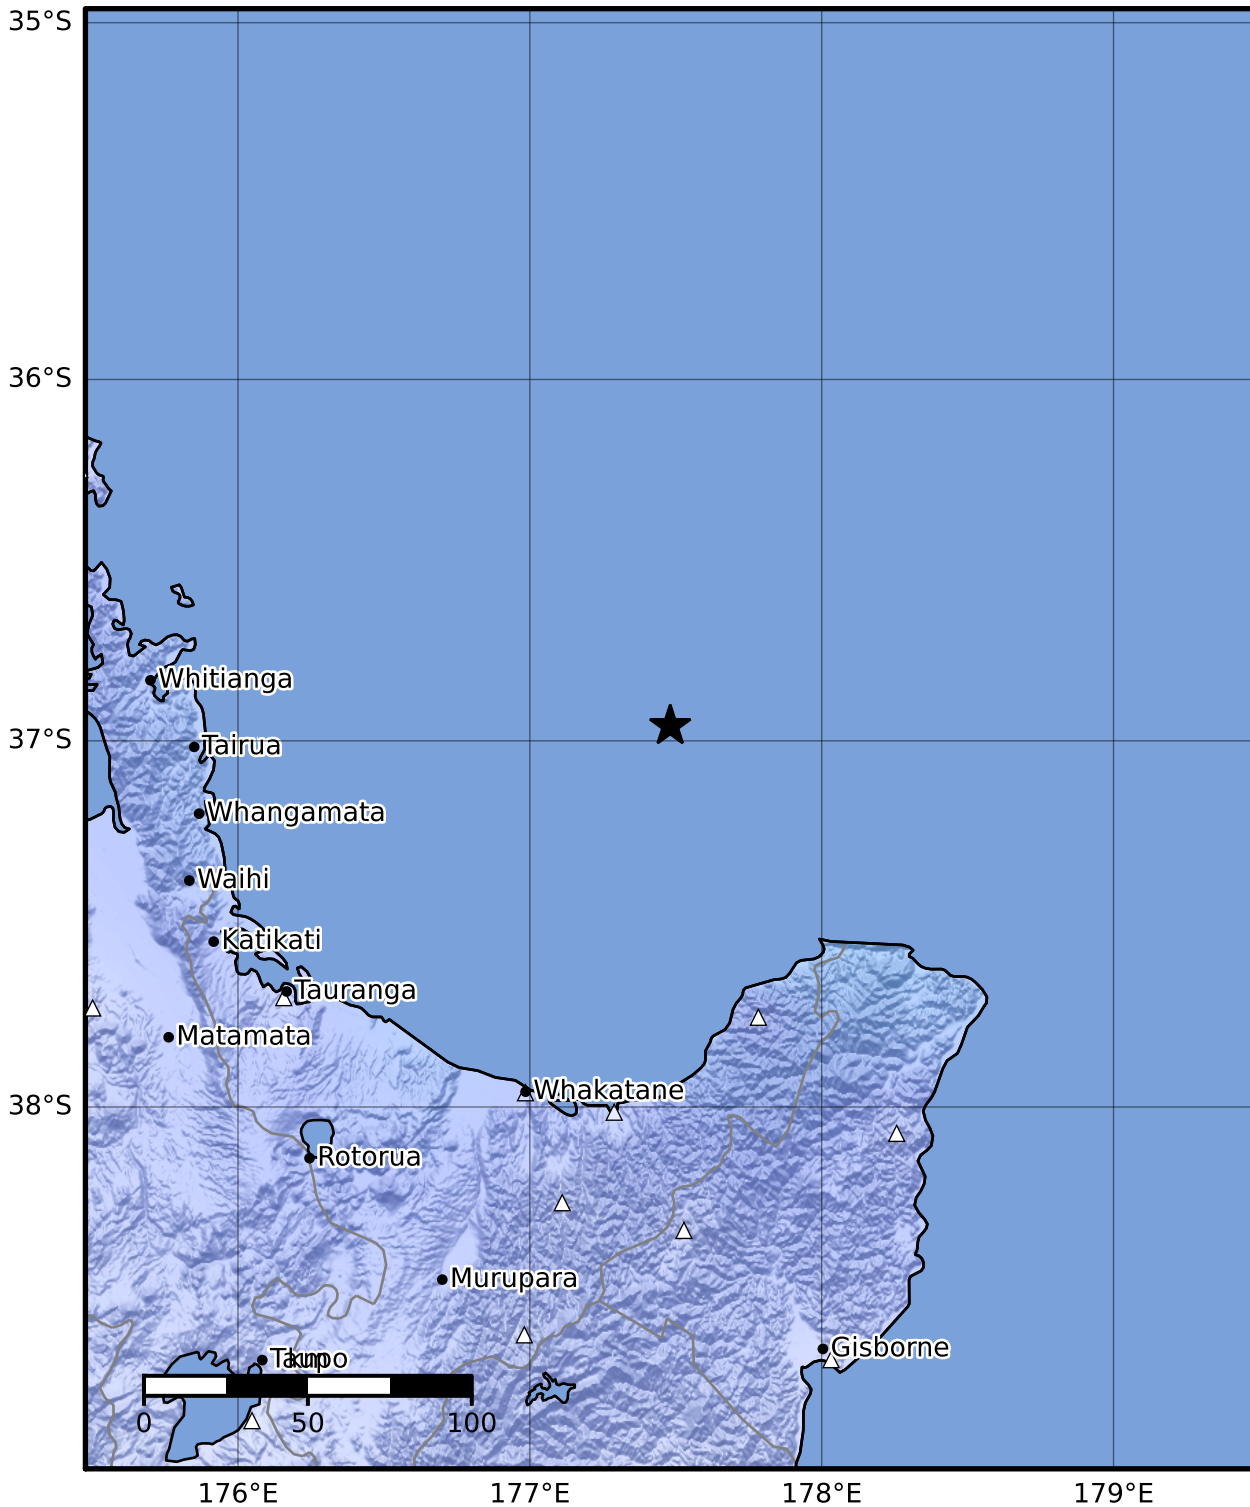 35°S
36°S
Whitianga
37°S
Tairua
Whangamata
Waihi
Katikati
Tauranga
Matamata
Whakatane
38°S
Rotorua
Murupara
Gisborne
Taupo
km
0 50 100
176°E 177°E 178°E 179°E